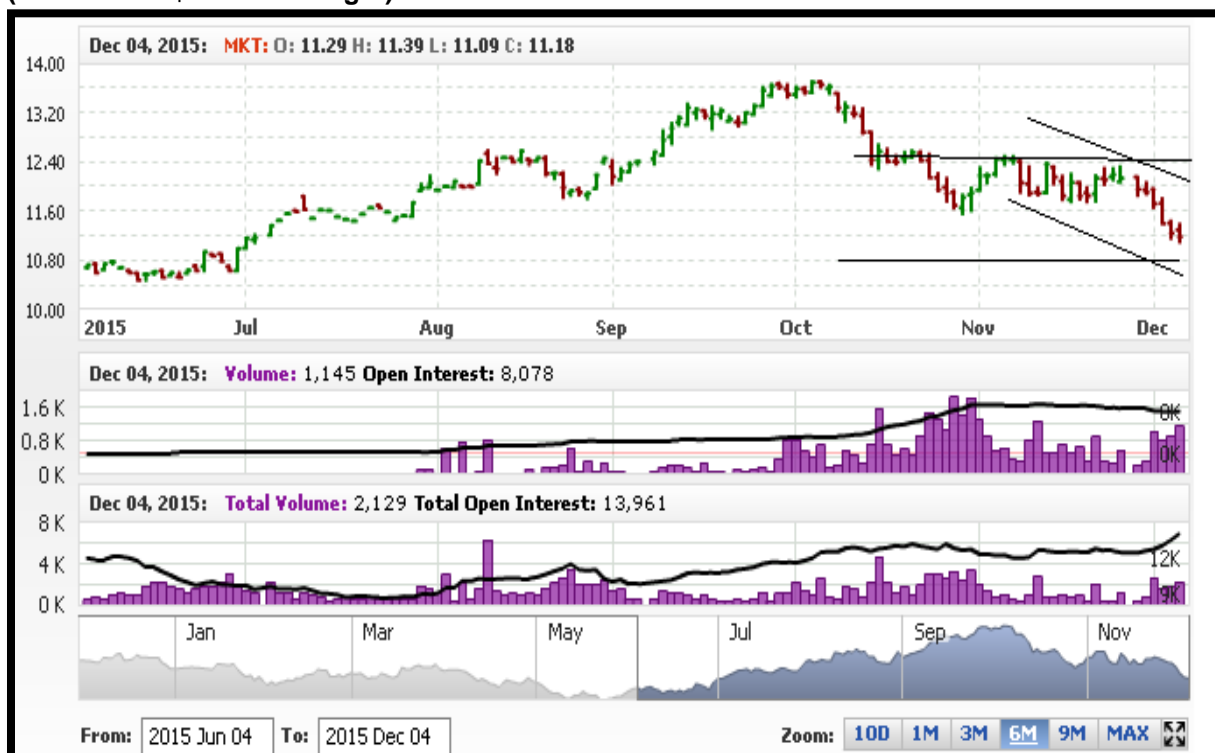 Dec 04, 2015: MKT: O: 11.29 H: 11.39 L: 11.09 C: 11.18
14.00
13.20
12.40
11.60
10.80
10.00
2015 Jul Aug Sep Oct Nov Dec
Dec 04, 2015: Volume: 1,145 Open Interest: 8,078
1.6 K
0K
0.8 K
0K
0 K
Dec 04, 2015: Total Volume: 2,129 Total Open Interest: 13,961
8 K
4 K
12K
9K
0 K
Jan Mar May Jul Sep Nov
From: 2015 Jun 04 To: 2015 Dec 04 Zoom: 10D 1M 3M 6M 9M MAX